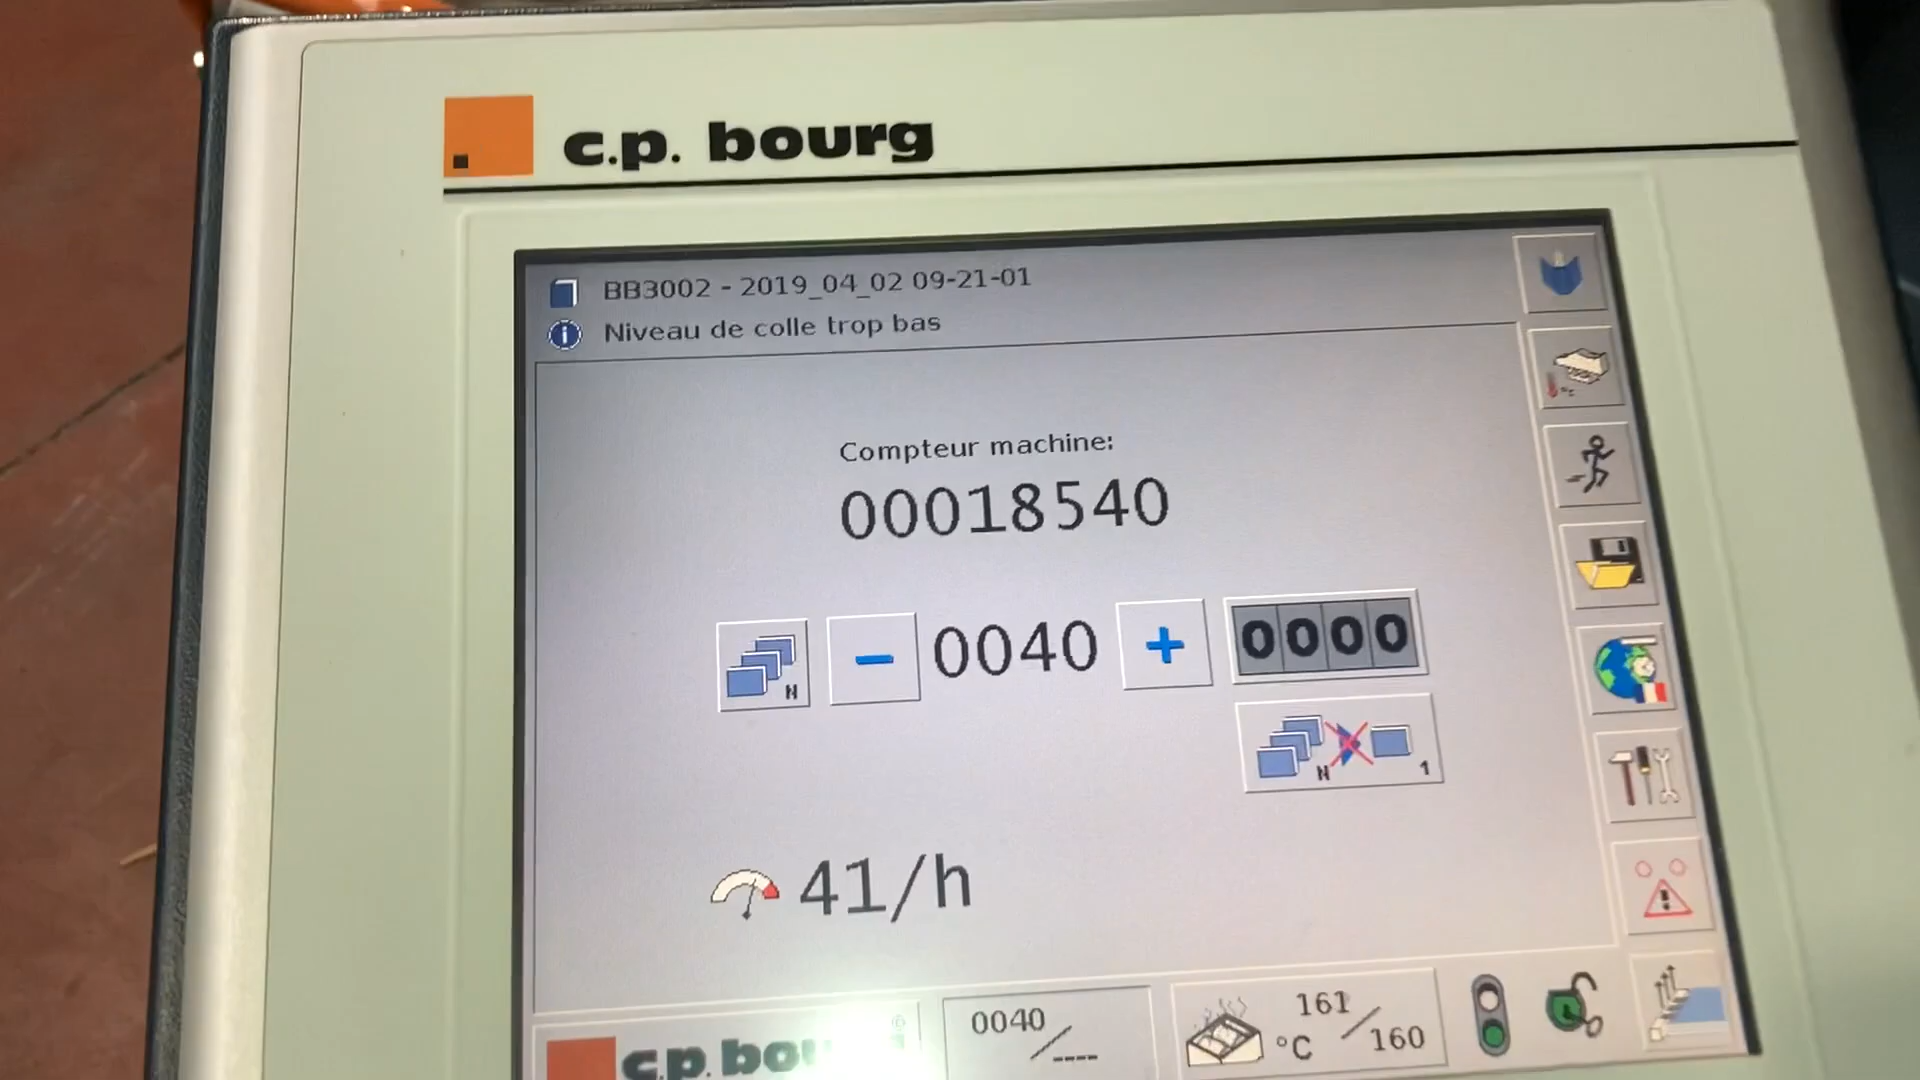 c.p. bourg
BB3002 - 2019_04_02 09-21-01
Niveau de colle trop bas
°C
Compteur machine:
00018540
N
0040
0000
N
1
41/h
c.p. bou
0040/----
161/160
°C